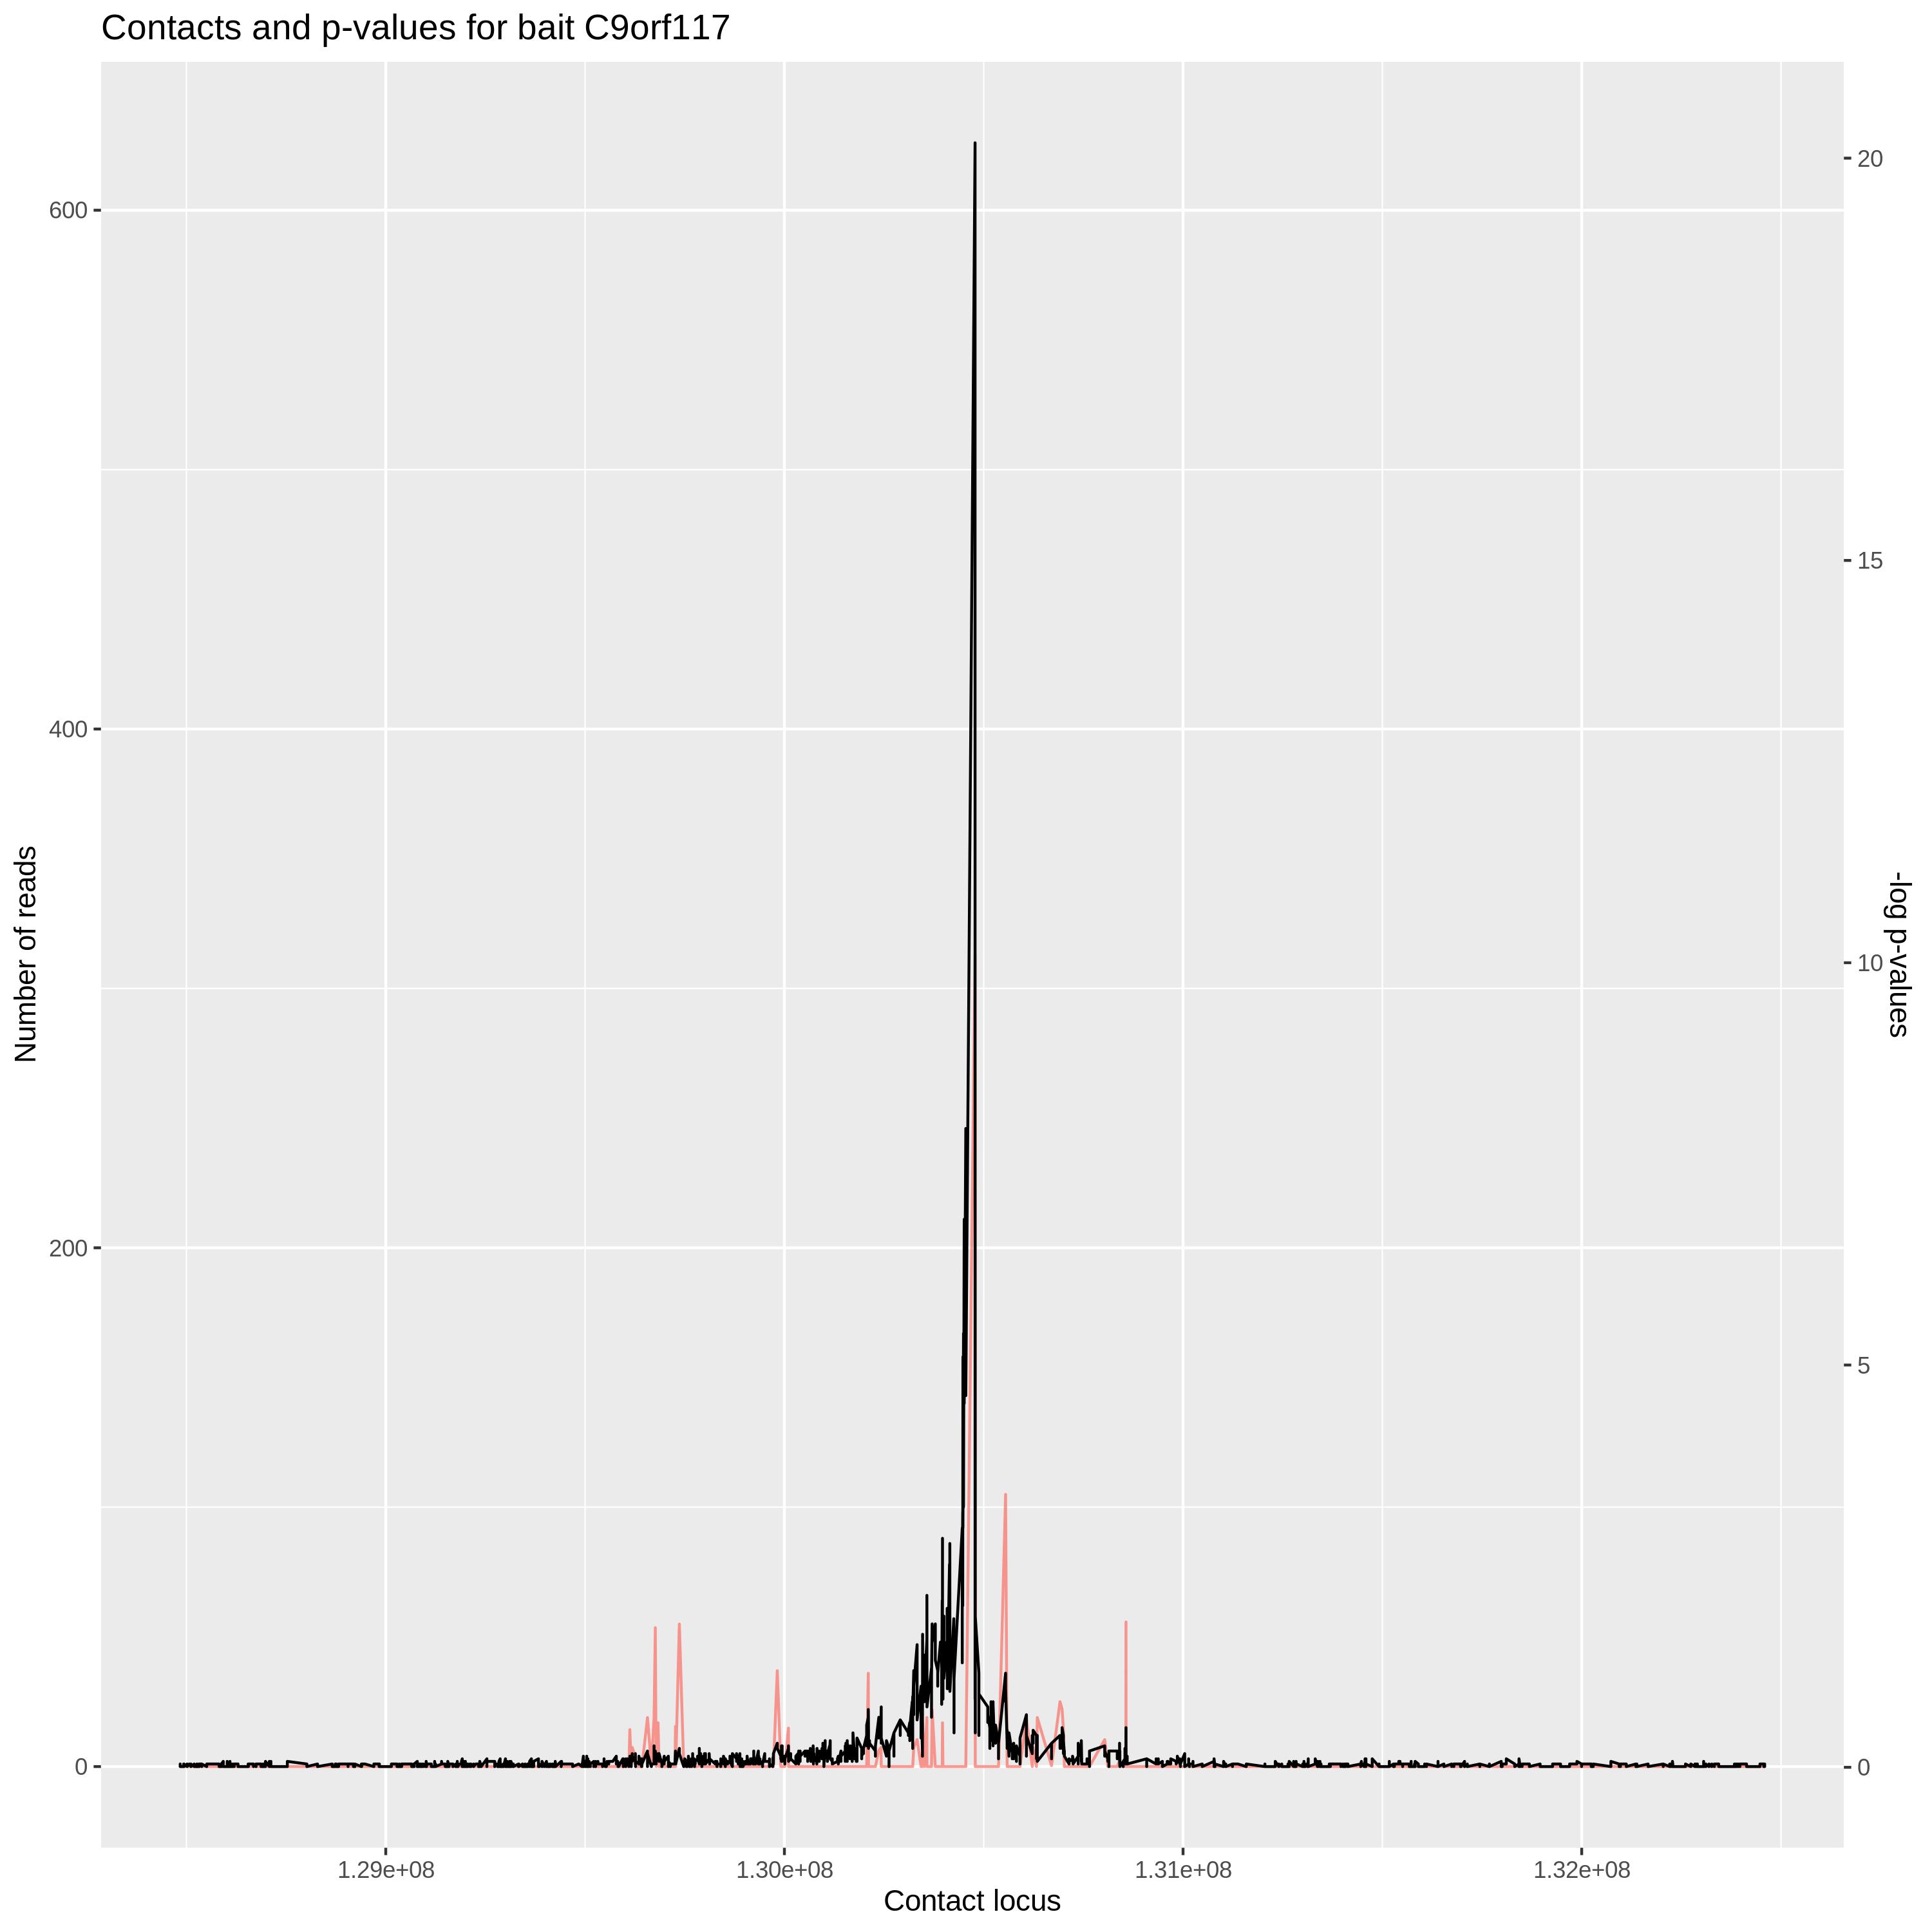 Contacts and p-values for bait C9orf117
600
400
200
0
Number of reads
20
15
10
5
0
-log p-values
1.29e+08
1.30e+08
1.31e+08
1.32e+08
Contact locus